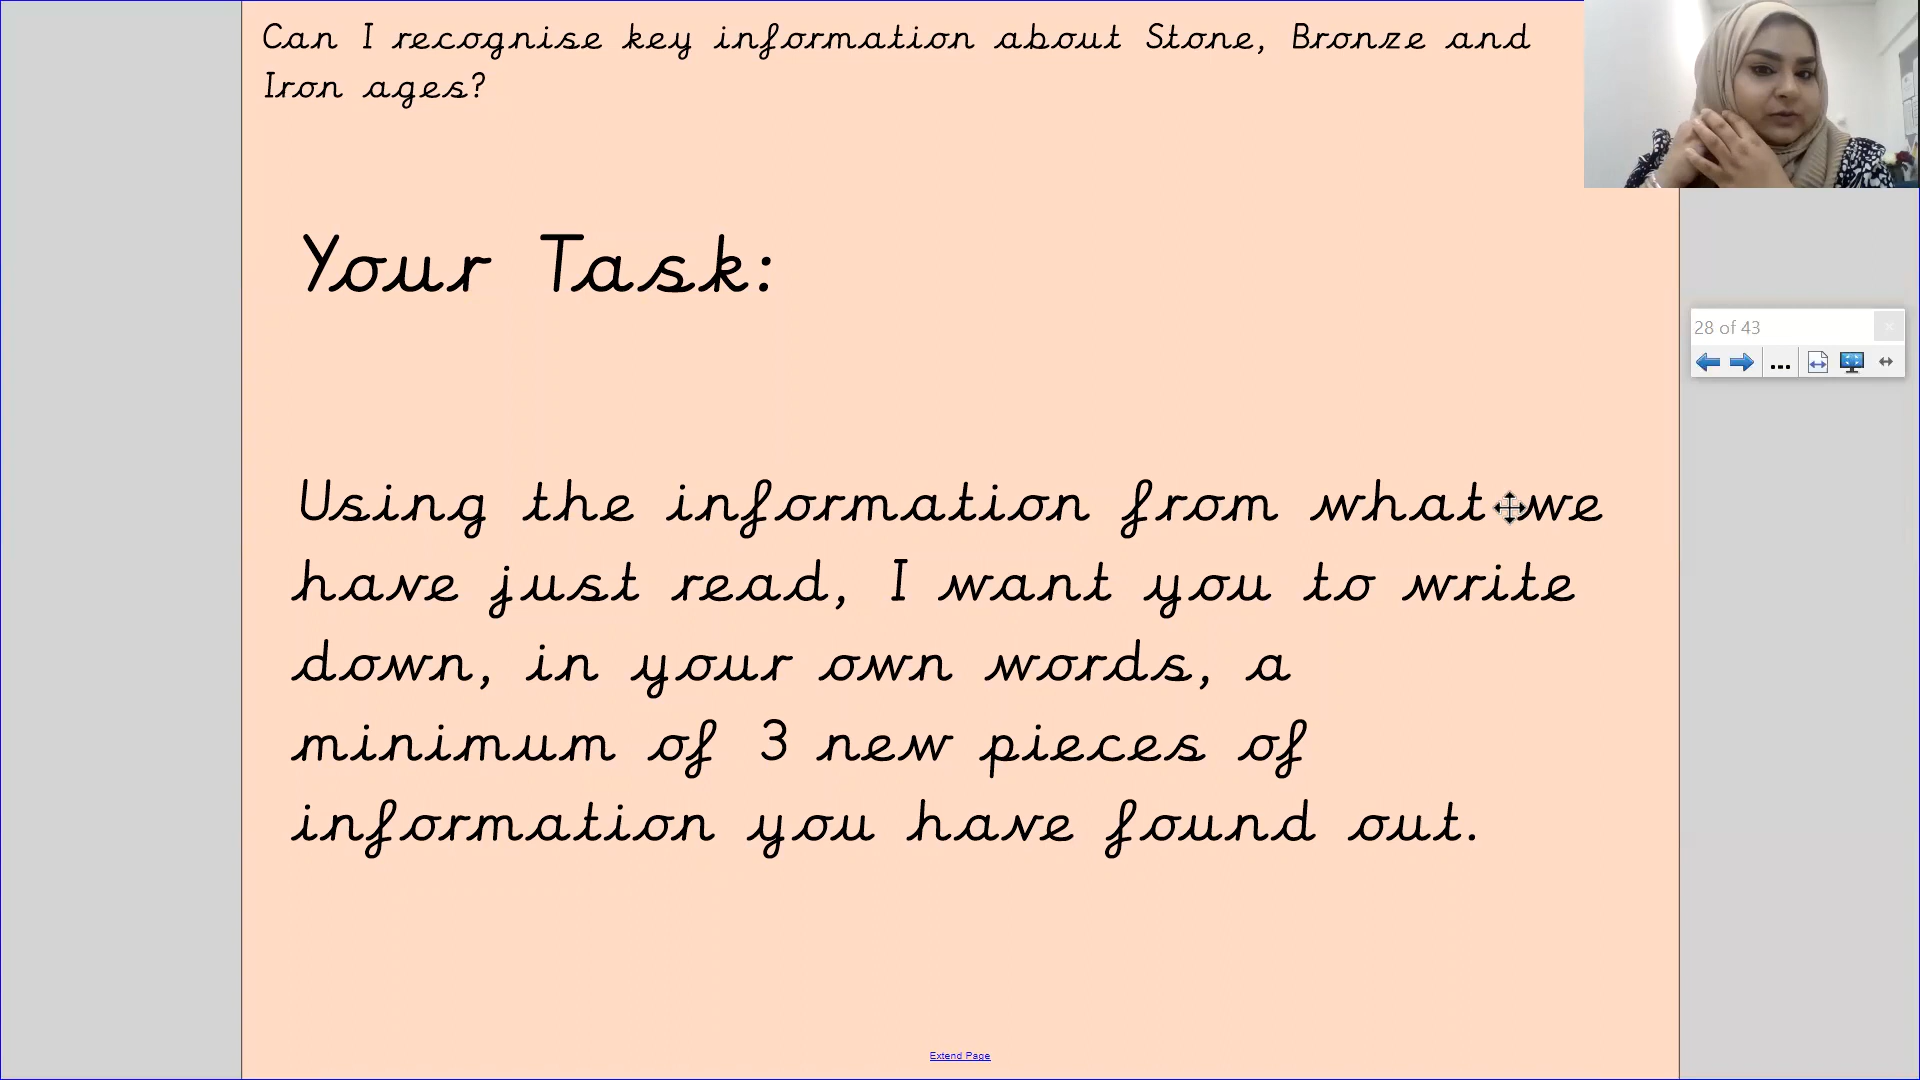 Can I recognise key information about Stone, Bronze and
Iron ages?
Your Task:
28 of 43
Using the information from what we
have just read, I want you to write
down, in your own words, a
minimum of 3 new pieces of
information you have found out.
Extend Page